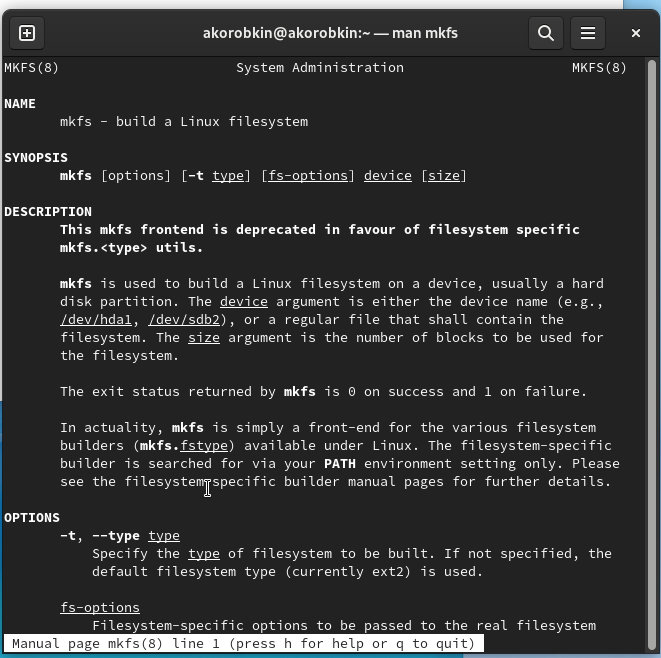 akorobkin@akorobkin:~ — man mkfs
MKFS(8) System Administration MKFS(8)
NAME
mkfs - build a Linux filesystem
SYNOPSIS
mkfs [options] [-t type] [fs-options] device [size]
DESCRIPTION
This mkfs frontend is deprecated in favour of filesystem specific
mkfs.<type> utils.
mkfs is used to build a Linux filesystem on a device, usually a hard
disk partition. The device argument is either the device name (e.g.,
/dev/hda1, /dev/sdb2), or a regular file that shall contain the
filesystem. The size argument is the number of blocks to be used for
the filesystem.
The exit status returned by mkfs is 0 on success and 1 on failure.
In actuality, mkfs is simply a front-end for the various filesystem
builders (mkfs.fstype) available under Linux. The filesystem-specific
builder is searched for via your PATH environment setting only. Please
see the filesystem-specific builder manual pages for further details.
OPTIONS
-t, --type type
Specify the type of filesystem to be built. If not specified, the
default filesystem type (currently ext2) is used.
fs-options
Filesystem-specific options to be passed to the real filesystem
Manual page mkfs(8) line 1 (press h for help or q to quit)